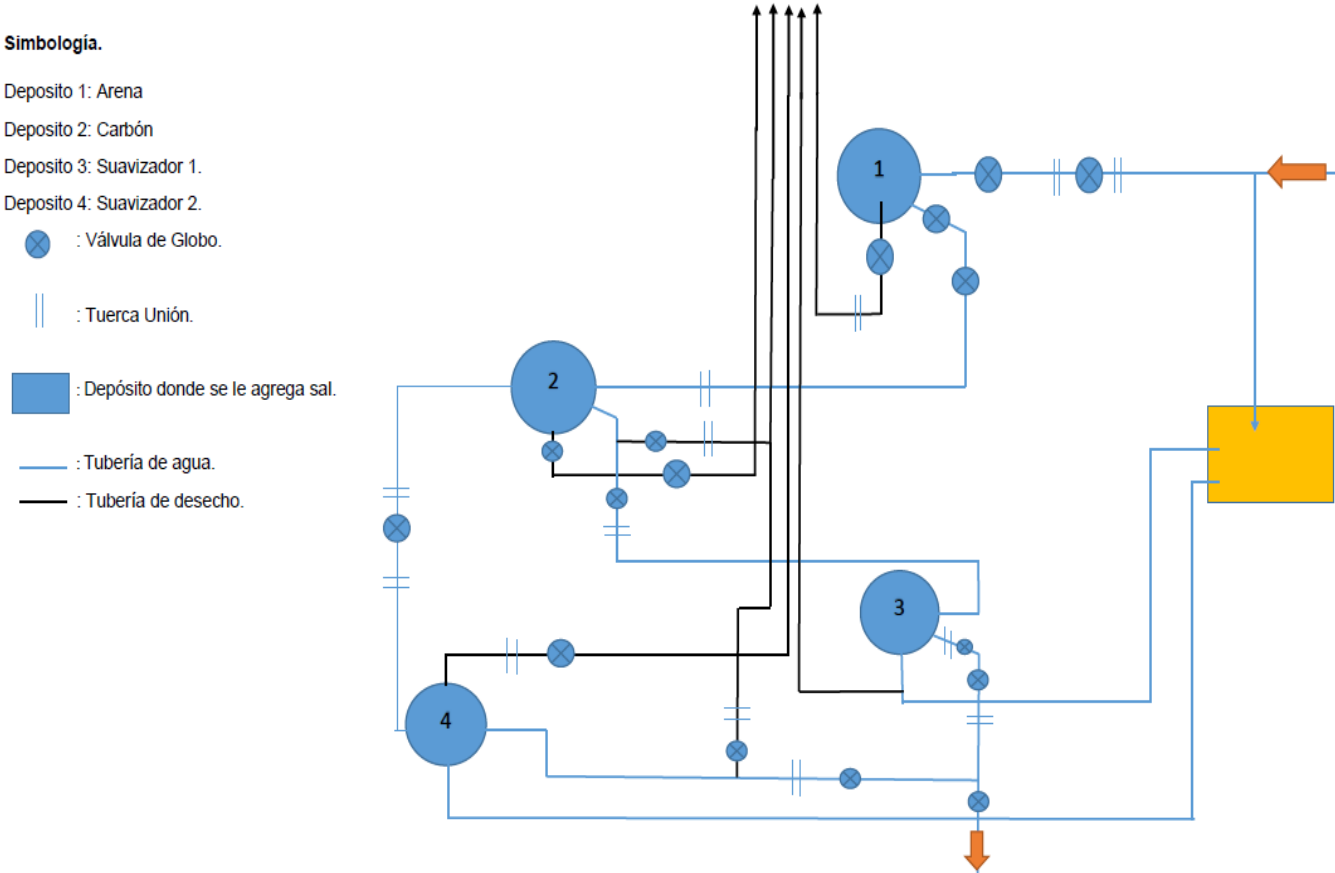 Simbología.
Deposito 1: Arena
Deposito 2: Carbón
Deposito 3: Suavizador 1.
Deposito 4: Suavizador 2.
: Válvula de Globo.
: Tuerca Unión.
: Depósito donde se le agrega sal.
: Tubería de agua.
: Tubería de desecho.
1
2
3
4